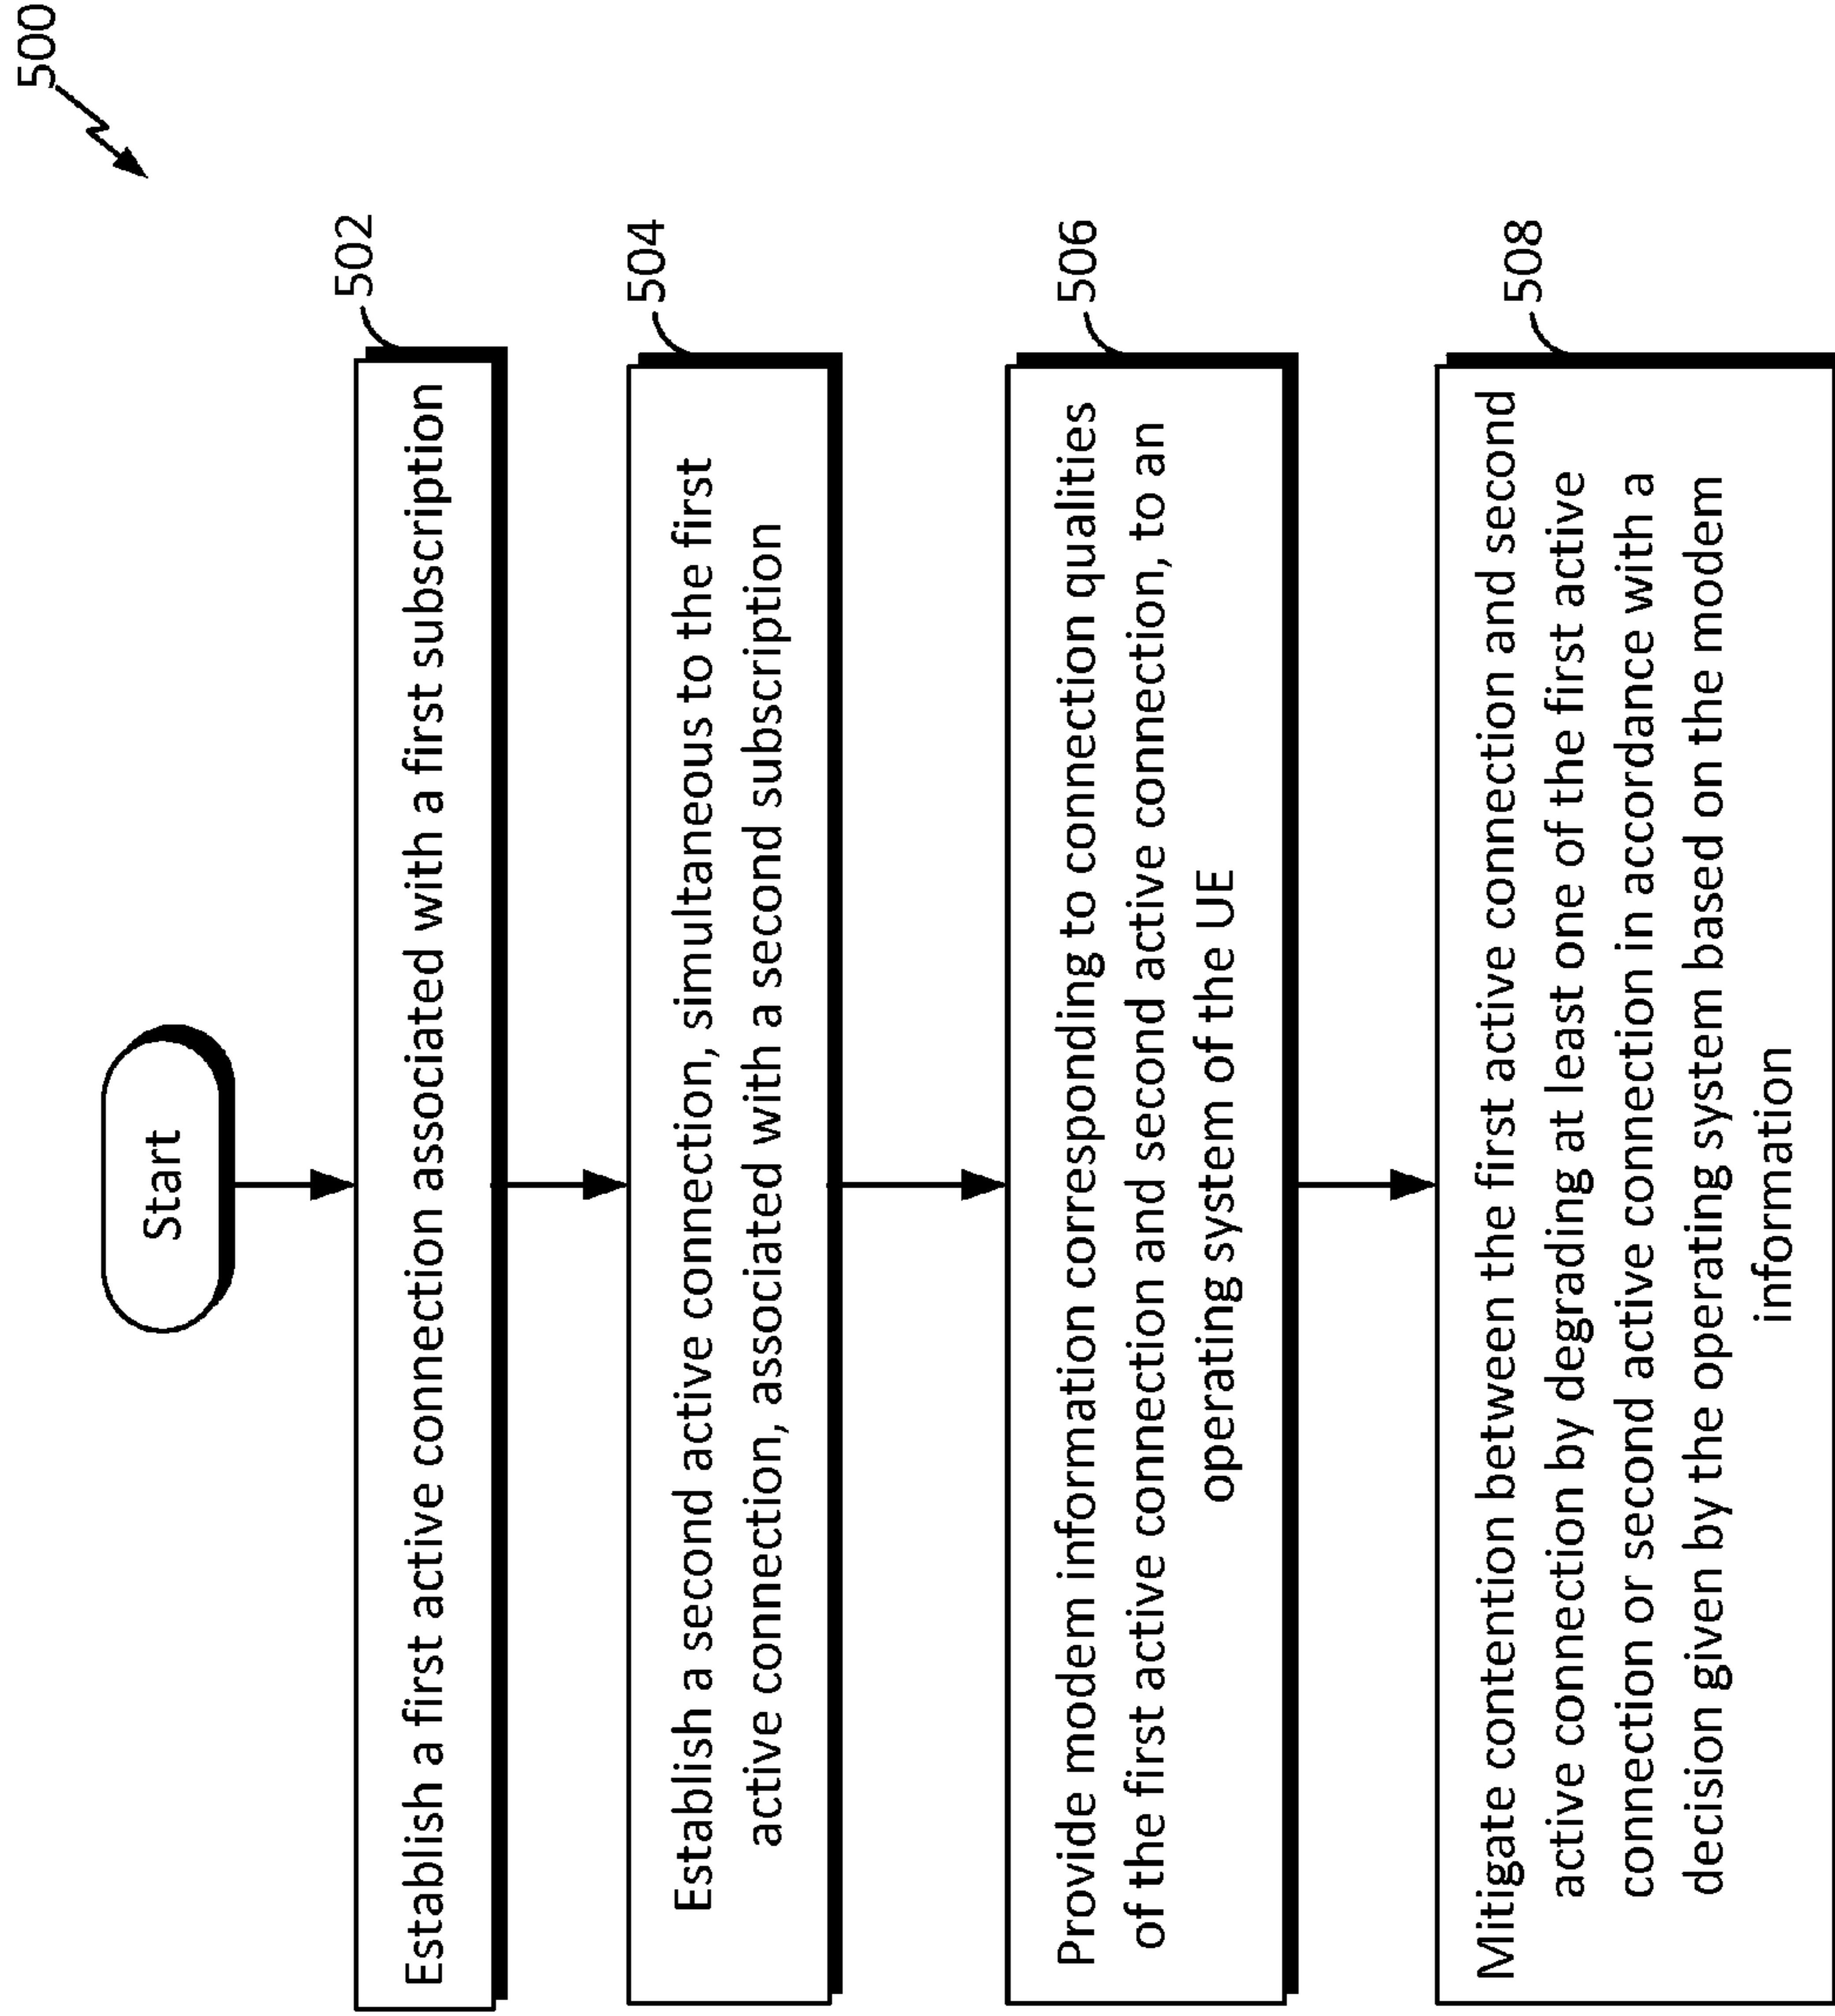 500
Start
502
Establish a first active connection associated with a first subscription
504
Establish a second active connection, simultaneous to the first
active connection, associated with a second subscription
506
Provide modem information corresponding to connection qualities
of the first active connection and second active connection, to an
operating system of the UE
508
Mitigate contention between the first active connection and second
active connection by degrading at least one of the first active
connection or second active connection in accordance with a
decision given by the operating system based on the modem
information